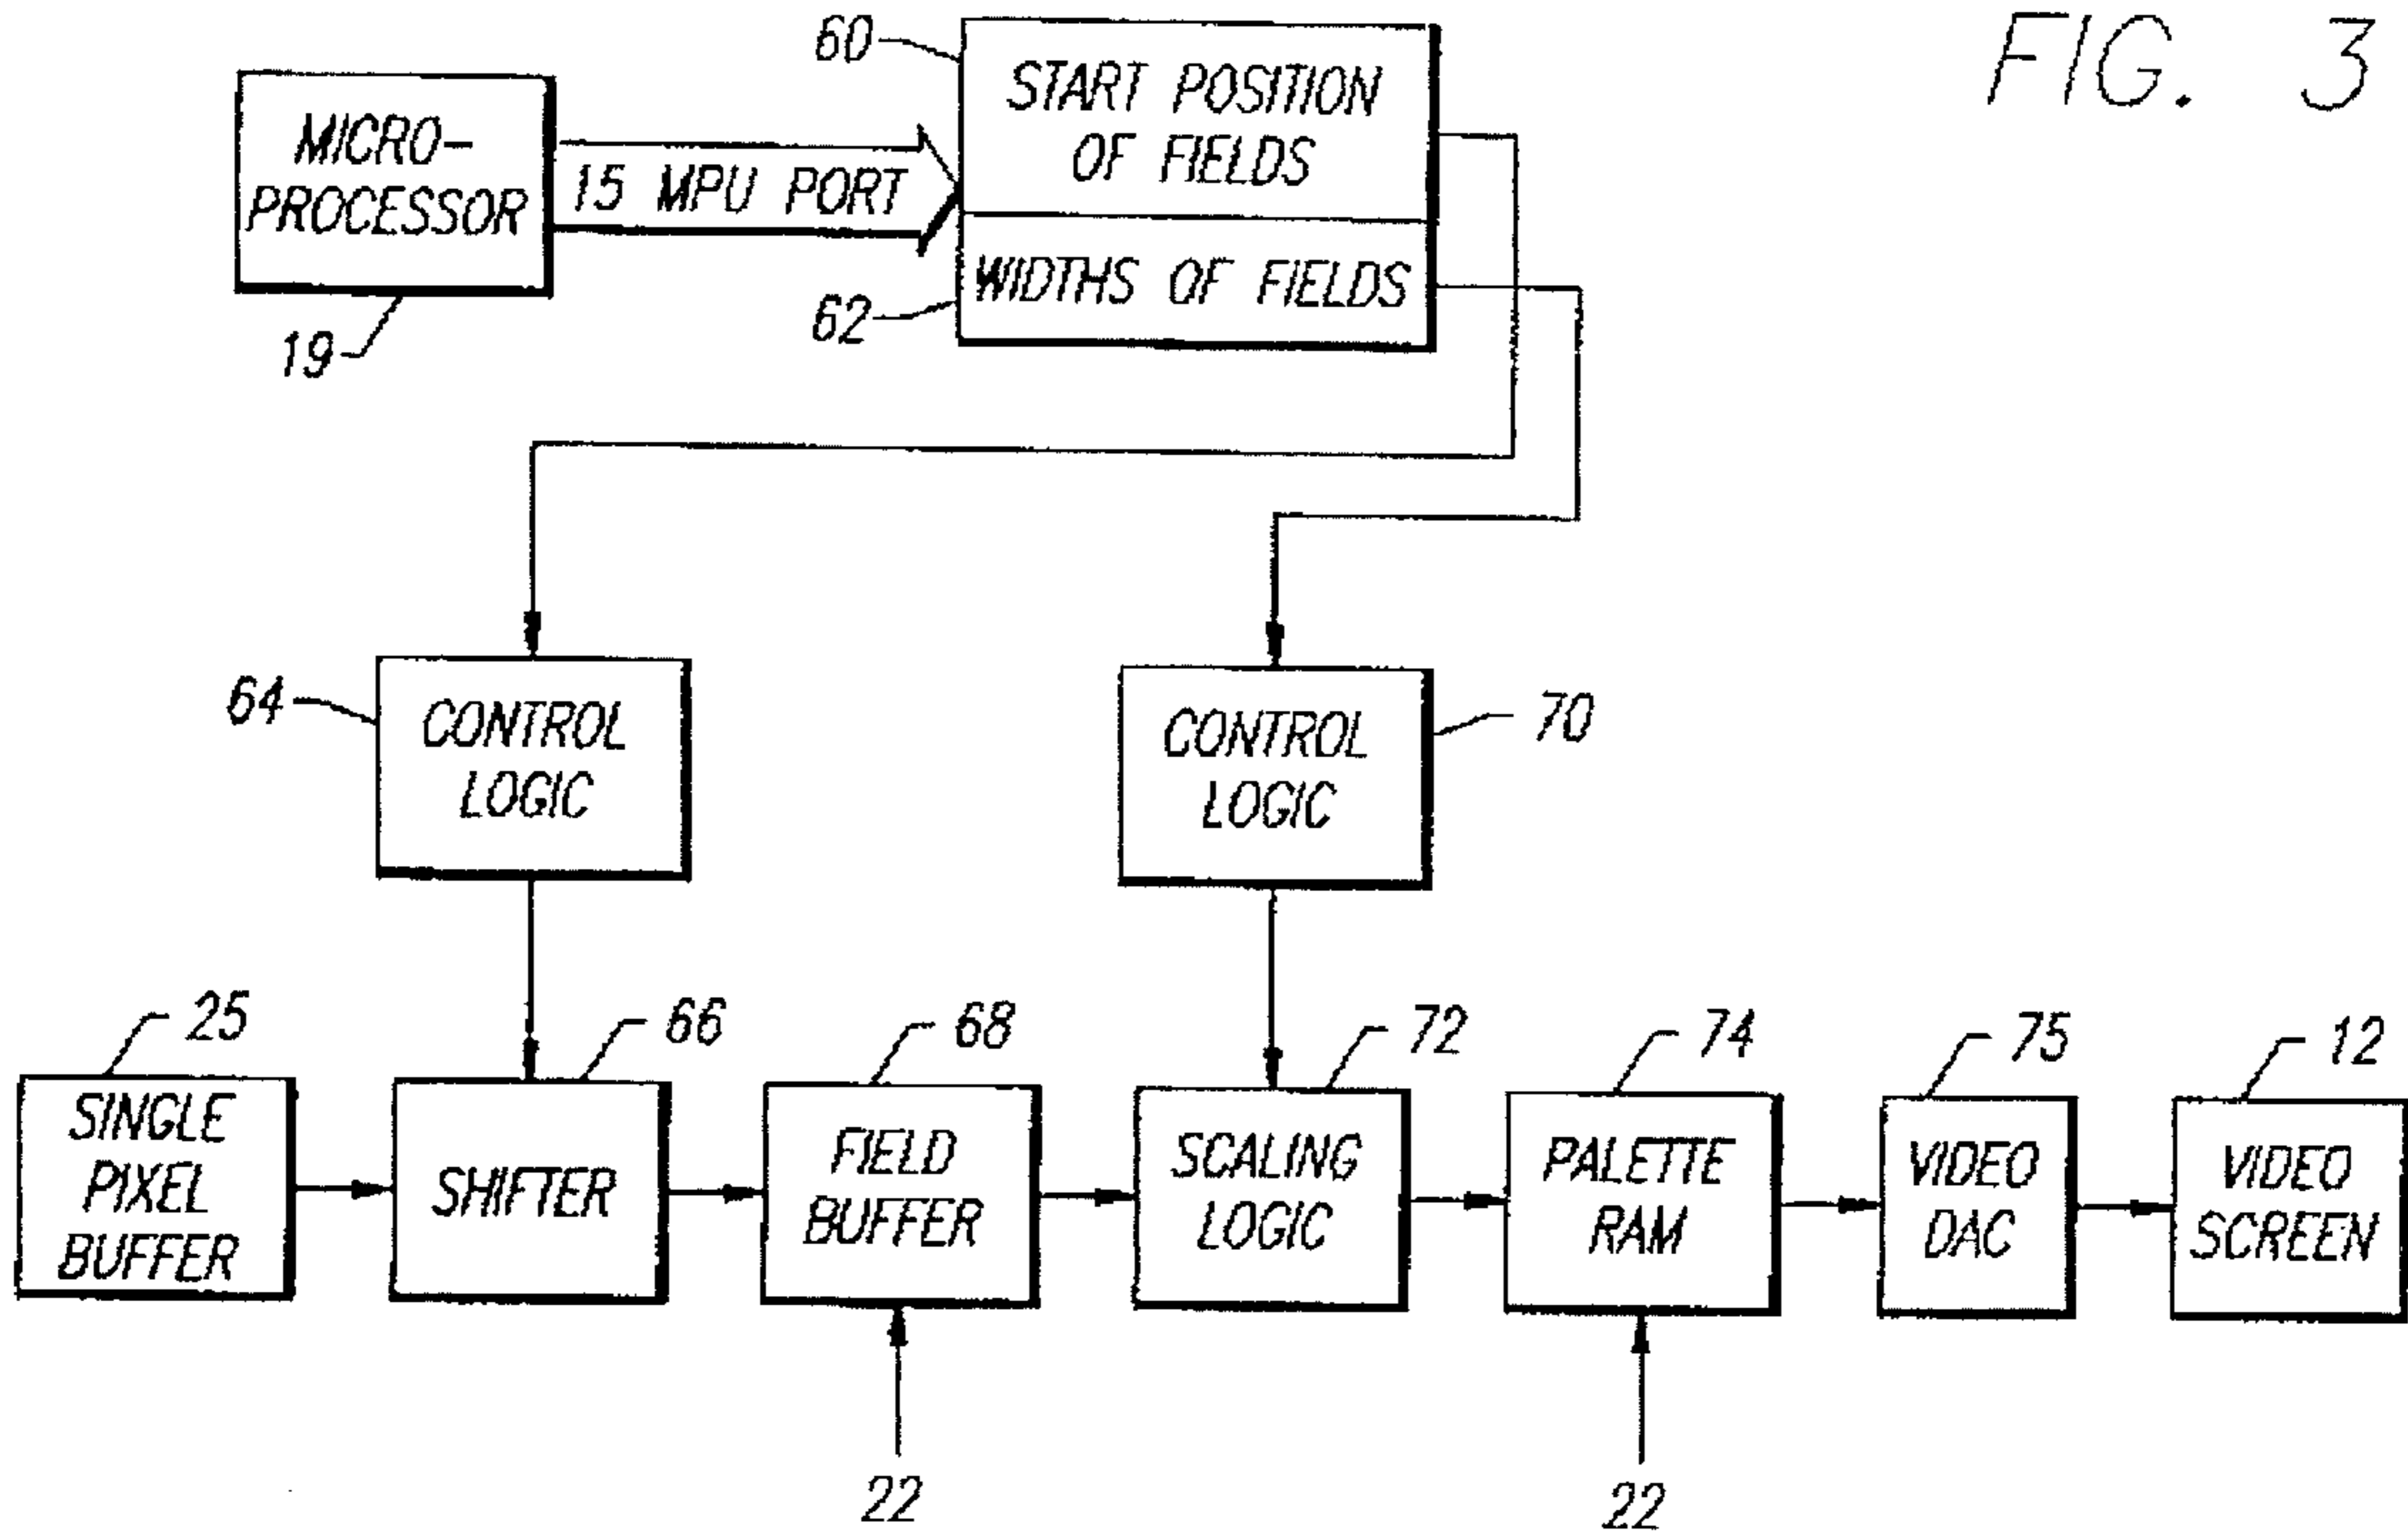 FIG. 3
60
START POSITION
OF FIELDS
MICRO-
PROCESSOR
15 MPU PORT
WIDTHS OF FIELDS
62
19
64
CONTROL
LOGIC
CONTROL
LOGIC
70
25
66
68
72
74
75
12
SINGLE
PIXEL
BUFFER
SHIFTER
FIELD
BUFFER
SCALING
LOGIC
PALETTE
RAM
VIDEO
DAC
VIDEO
SCREEN
22
22